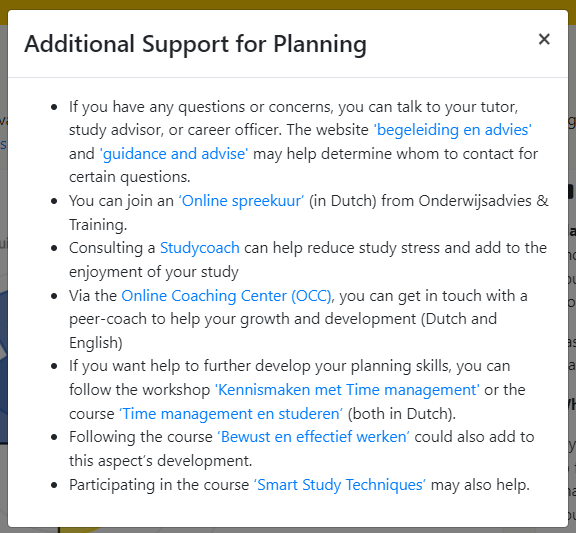 Additional Support for Planning ×
• If you have any questions or concerns, you can talk to your tutor,
study advisor, or career officer. The website 'begeleiding en advies'
and 'guidance and advise' may help determine whom to contact for
certain questions.
• You can join an ‘Online spreekuur’ (in Dutch) from Onderwijsadvies &
Training.
• Consulting a Studycoach can help reduce study stress and add to the
enjoyment of your study
• Via the Online Coaching Center (OCC), you can get in touch with a
peer-coach to help your growth and development (Dutch and
English)
• If you want help to further develop your planning skills, you can
follow the workshop 'Kennismaken met Time management' or the
course ‘Time management en studeren’ (both in Dutch).
• Following the course ‘Bewust en effectief werken’ could also add to
this aspect’s development.
• Participating in the course ‘Smart Study Techniques’ may also help.